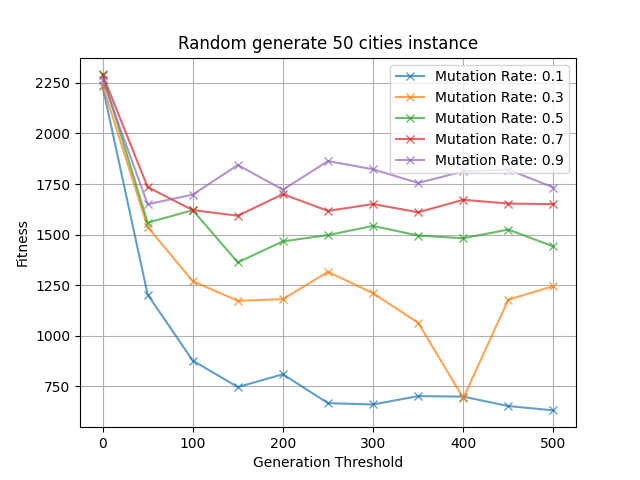 Random generate 50 cities instance
Mutation Rate: 0.1
Mutation Rate: 0.3
Mutation Rate: 0.5
Mutation Rate: 0.7
Mutation Rate: 0.9
Fitness
2250
2000
1750
1500
1250
1000
750
0 100 200 300 400 500
Generation Threshold